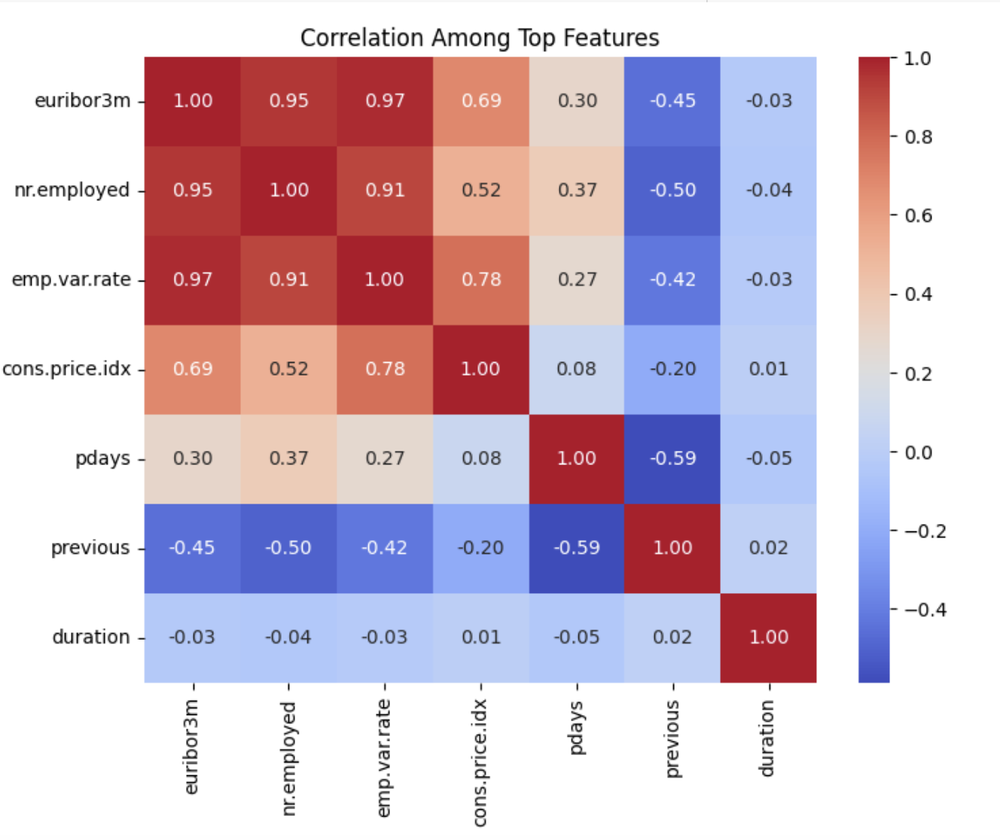 Correlation Among Top Features
euribor3m 1.00 0.95 0.97 0.69 0.30 -0.45 -0.03
nr.employed 0.95 1.00 0.91 0.52 0.37 -0.50 -0.04
emp.var.rate 0.97 0.91 1.00 0.78 0.27 -0.42 -0.03
cons.price.idx 0.69 0.52 0.78 1.00 0.08 -0.20 0.01
pdays 0.30 0.37 0.27 0.08 1.00 -0.59 -0.05
previous -0.45 -0.50 -0.42 -0.20 -0.59 1.00 0.02
duration -0.03 -0.04 -0.03 0.01 -0.05 0.02 1.00
euribor3m
nr.employed
emp.var.rate
cons.price.idx
pdays
previous
duration
1.0
0.8
0.6
0.4
0.2
0.0
−0.2
−0.4